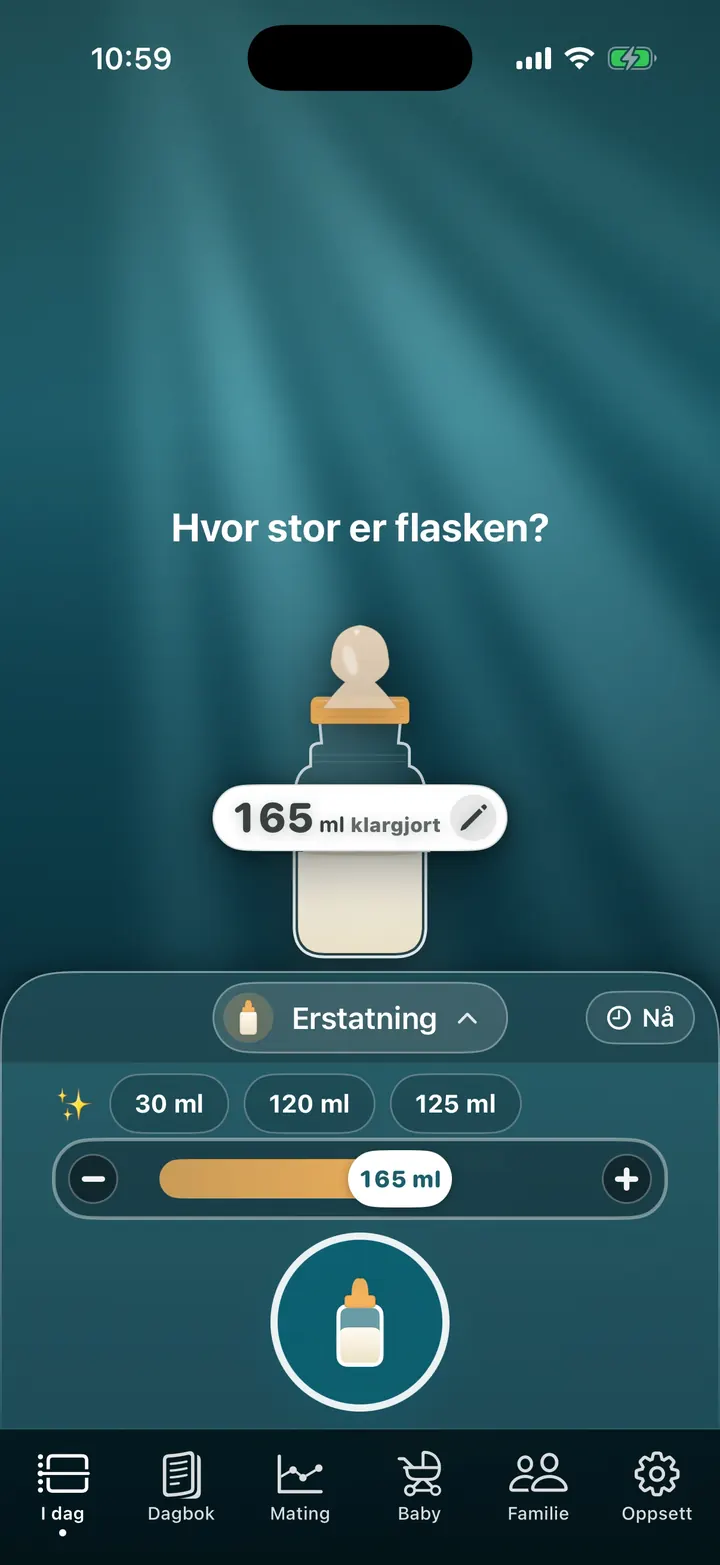 10:59
Hvor stor er flasken?
165 ml klargjort
Erstatning
Nå
30 ml
120 ml
125 ml
165 ml
I dag
Dagbok
Mating
Baby
Familie
Oppsett